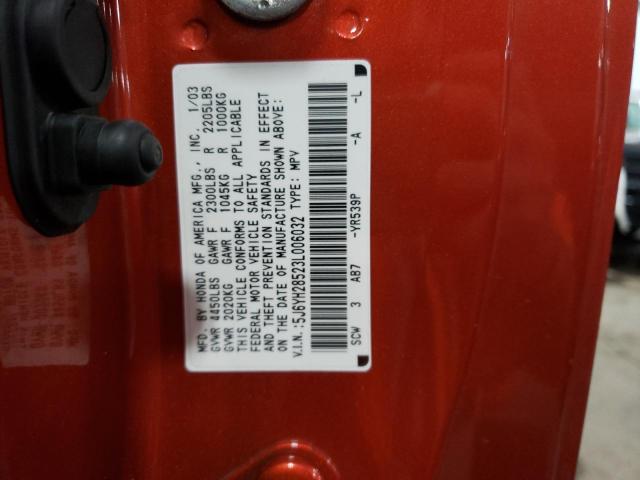 MFD. BY HONDA OF AMERICA MFG., INC. 1/03
GVWR 4450LBS GAWR F 2300LBS R 2205LBS
GVWR 2020KG GAWR F 1045KG R 1000KG
THIS VEHICLE CONFORMS TO ALL APPLICABLE
FEDERAL MOTOR VEHICLE SAFETY
AND THEFT PREVENTION STANDARDS IN EFFECT
ON THE DATE OF MANUFACTURE SHOWN ABOVE.
V.I.N.:5J6YH28523L006032 TYPE: MPV
SCW 3 AB7 -YR539P -A -L